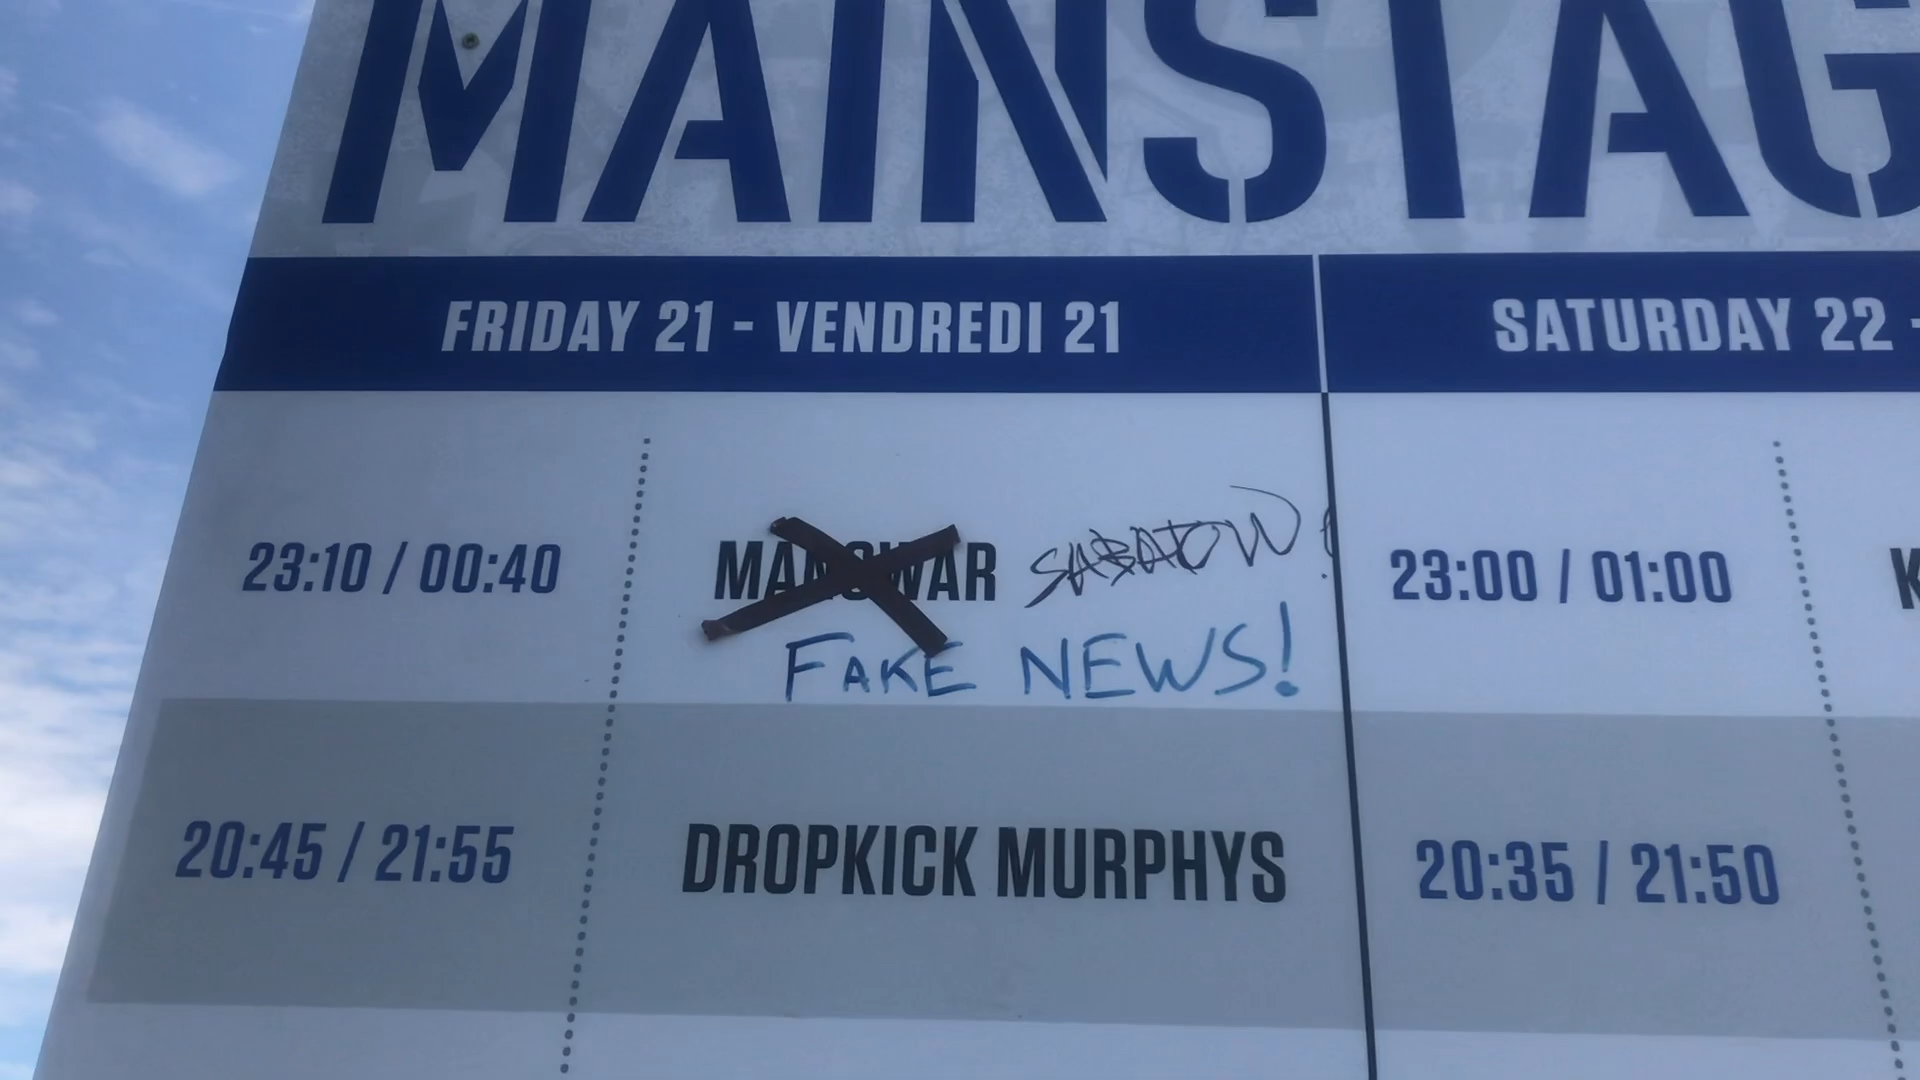 MAINSTAG
FRIDAY 21 - VENDREDI 21
SATURDAY 22 -
23:10 / 00:40
MANOWAR
SABATON
23:00 / 01:00
K
FAKE NEWS!
20:45 / 21:55
DROPKICK MURPHYS
20:35 / 21:50